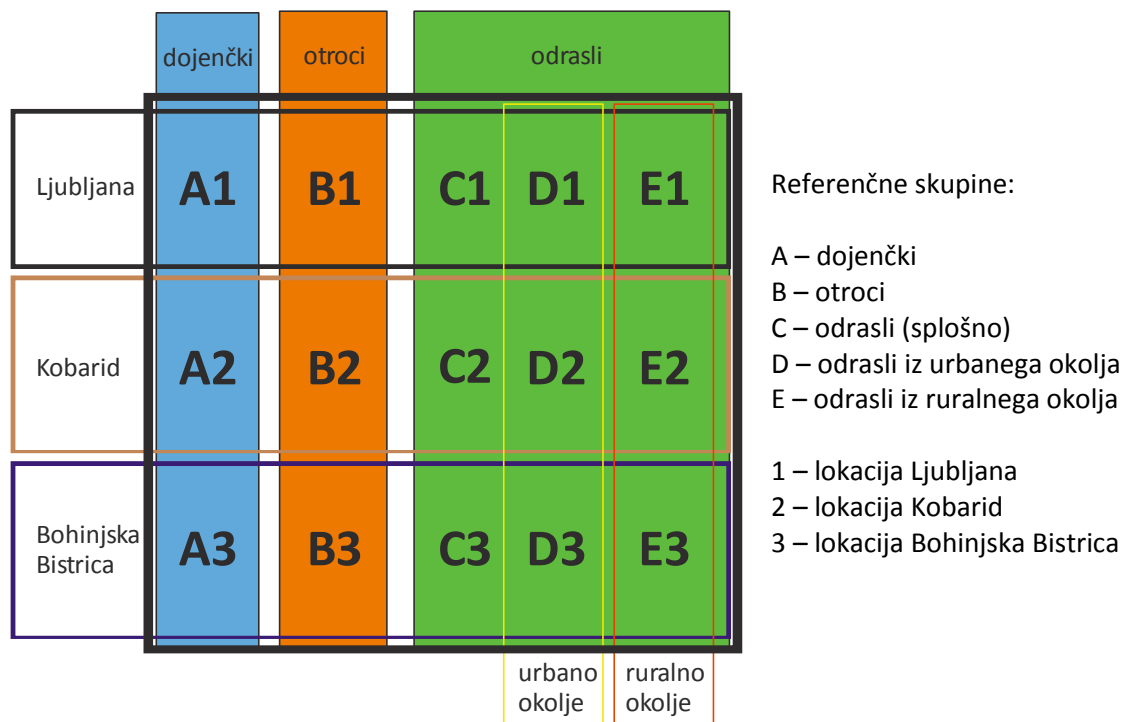 dojenčki otroci odrasli
Ljubljana A1 B1 C1 D1 E1
Kobarid A2 B2 C2 D2 E2
Bohinjska
Bistrica A3 B3 C3 D3 E3
urbano
okolje
ruralno
okolje
Referenčne skupine:
A – dojenčki
B – otroci
C – odrasli (splošno)
D – odrasli iz urbanega okolja
E – odrasli iz ruralnega okolja
1 – lokacija Ljubljana
2 – lokacija Kobarid
3 – lokacija Bohinjska Bistrica